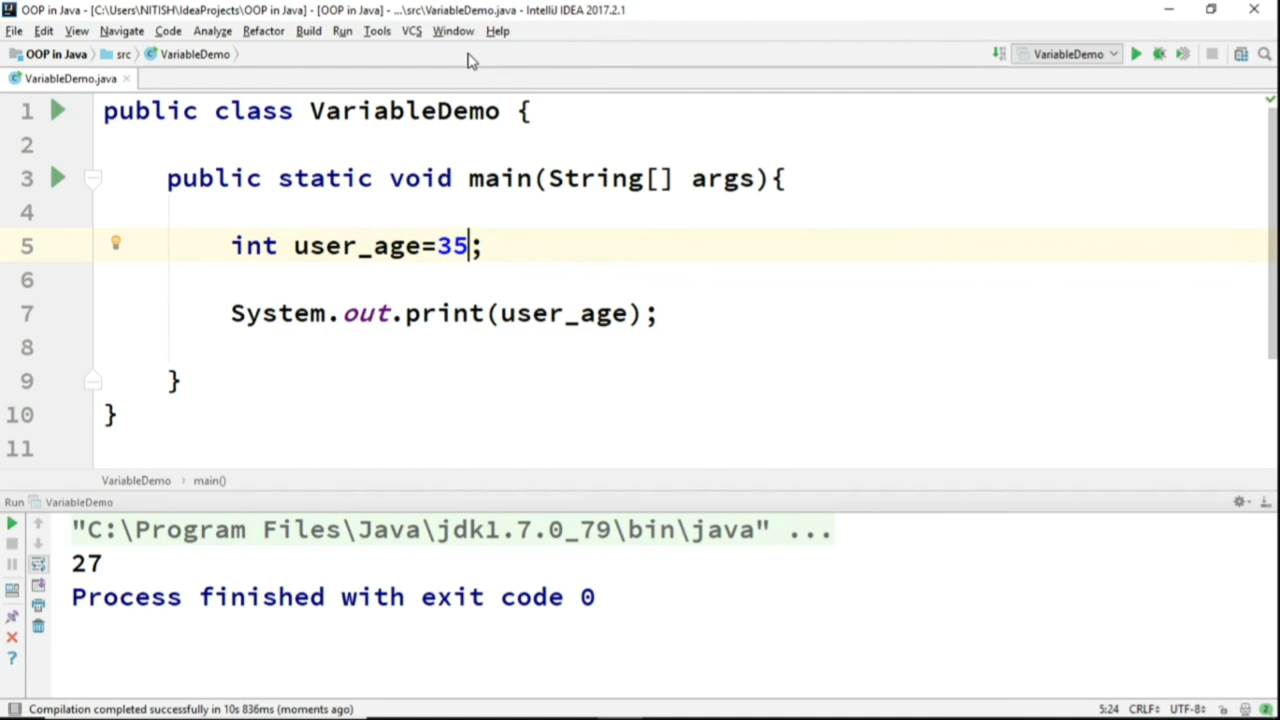 OOP in Java - [C:\Users\NITISH\IdeaProjects\OOP in Java] - [OOP in Java] - ...\src\VariableDemo.java - IntelliJ IDEA 2017.2.1
File Edit View Navigate Code Analyze Refactor Build Run Tools VCS Window Help
OOP in Java src VariableDemo VariableDemo
VariableDemo.java
1 public class VariableDemo {
2
3 public static void main(String[] args){
4
5 int user_age=35;
6
7 System.out.print(user_age);
8
9 }
10 }
11
VariableDemo › main()
Run VariableDemo
"C:\Program Files\Java\jdk1.7.0_79\bin\java" ...
27
Process finished with exit code 0
Compilation completed successfully in 10s 836ms (moments ago) 5:24 CRLF÷ UTF-8÷ 2